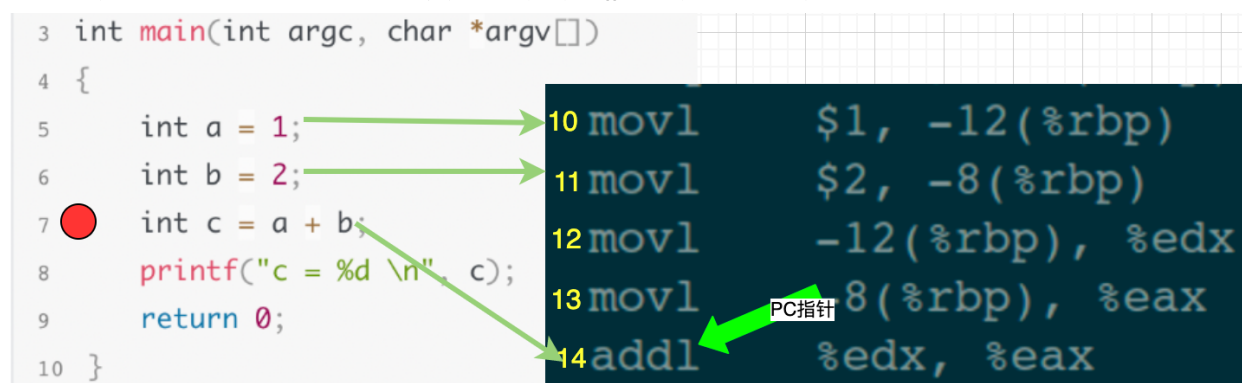 3 int main(int argc, char *argv[])
4 {
5 int a = 1;
6 int b = 2;
7 int c = a + b;
8 printf("c = %d \n", c);
9 return 0;
10 }
10 movl $1, -12(%rbp)
11 movl $2, -8(%rbp)
12 movl -12(%rbp), %edx
13 movl -8(%rbp), %eax
PC指针
14 addl %edx, %eax